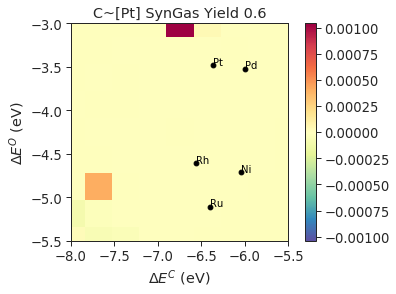 C~[Pt] SynGas Yield 0.6
−3.0
−3.5
−4.0
−4.5
−5.0
−5.5
ΔE^O (eV)
Pt
Pd
Rh
Ni
Ru
−8.0 −7.5 −7.0 −6.5 −6.0 −5.5
ΔE^C (eV)
0.00100
0.00075
0.00050
0.00025
0.00000
−0.00025
−0.00050
−0.00075
−0.00100